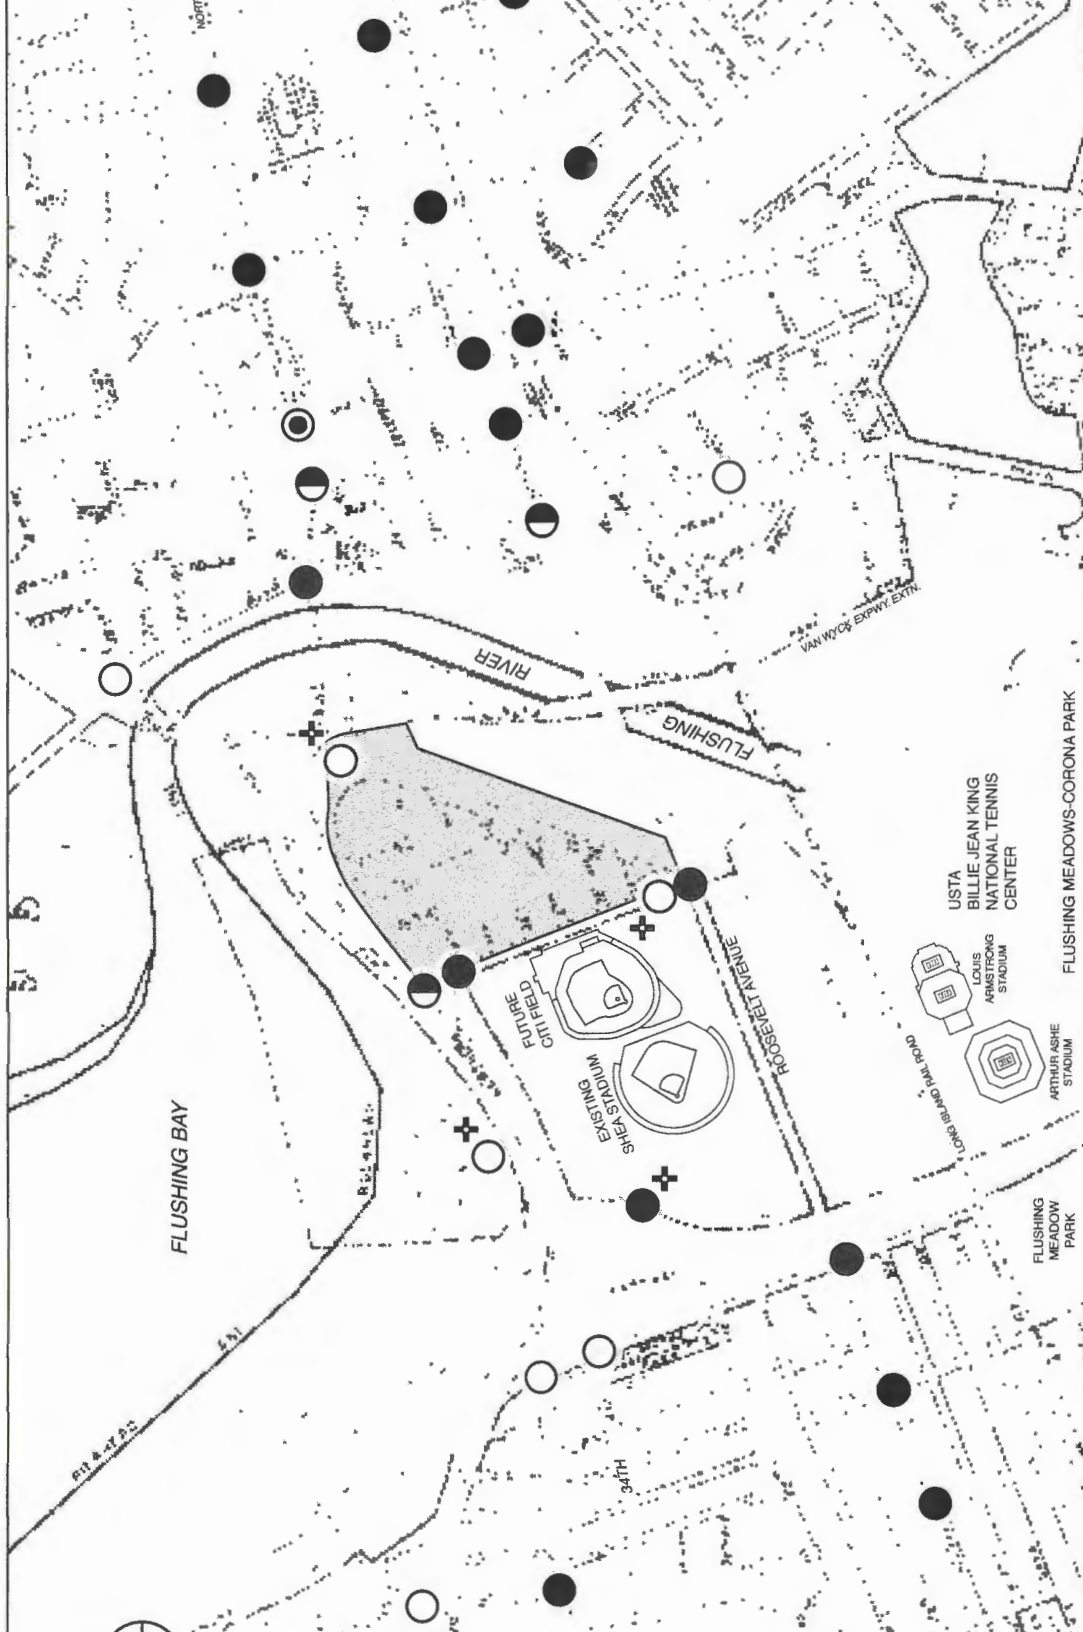 NORT
RIVER
FLUSHING
VAN WYCK EXPWY. EXTN.
FLUSHING BAY
FUTURE
CITI FIELD
EXISTING
SHEA STADIUM
ROOSEVELT AVENUE
USTA
BILLIE JEAN KING
NATIONAL TENNIS
CENTER
FLUSHING MEADOWS-CORONA PARK
LOUIS
ARMSTRONG
STADIUM
ARTHUR ASHE
STADIUM
LONG ISLAND RAIL ROAD
FLUSHING
MEADOW
PARK
34TH